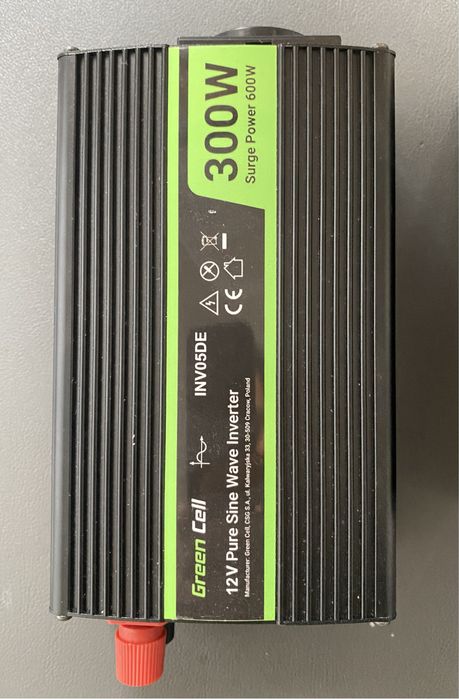 Green Cell
INV05DE
12V Pure Sine Wave Inverter
Manufacturer: Green Cell, CSG S.A., ul. Kalwaryjska 33, 30-509 Cracow, Poland
CE
300W
Surge Power 600W